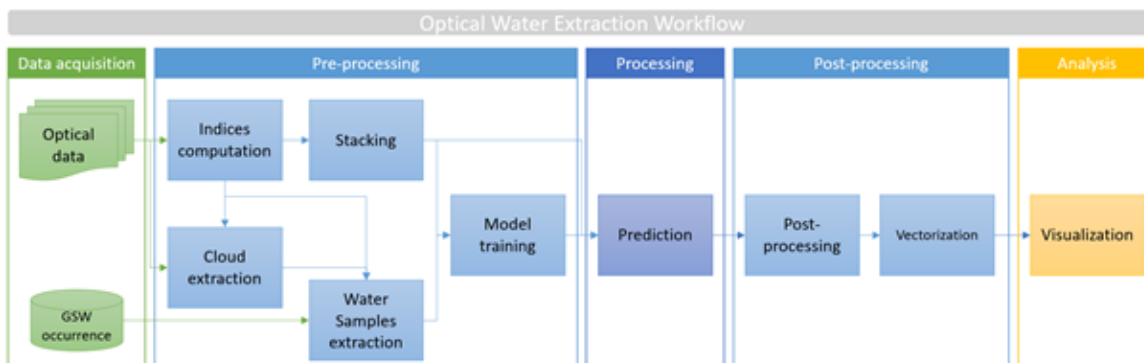 Optical Water Extraction Workflow
Data acquisition
Pre-processing
Processing
Post-processing
Analysis
Optical
data
Indices
computation
Stacking
Cloud
extraction
Model
training
Prediction
Post-
processing
Vectorization
Visualization
GSW
occurrence
Water
Samples
extraction